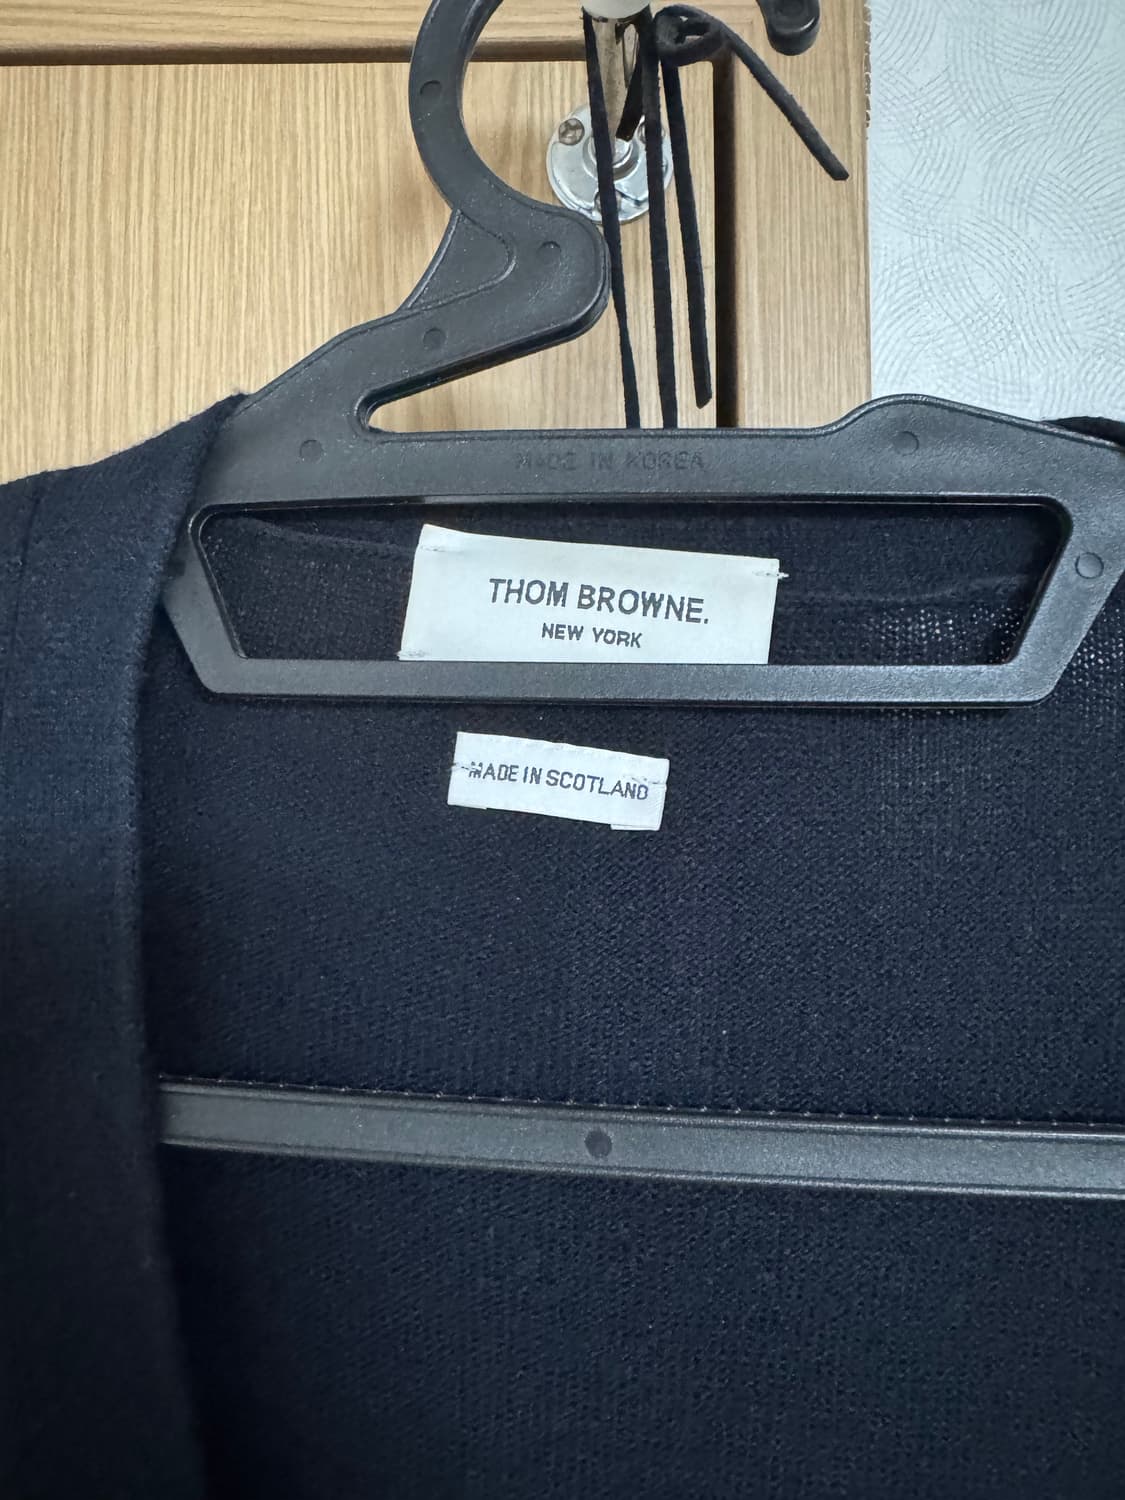 MADE IN KOREA
THOM BROWNE.
NEW YORK
MADE IN SCOTLAND